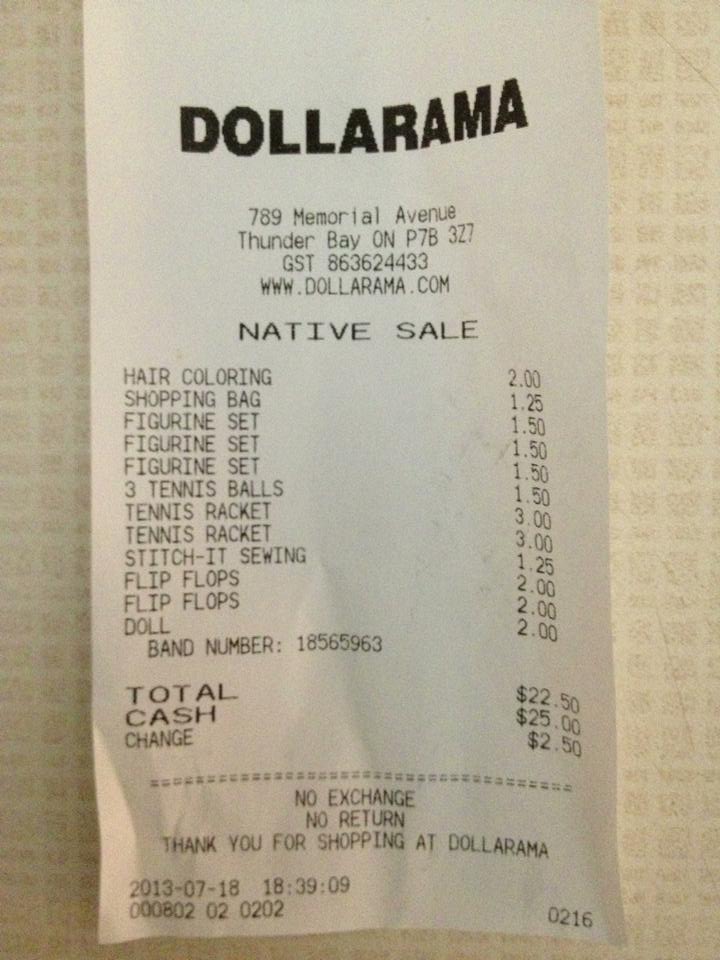 DOLLARAMA
789 Memorial Avenue
Thunder Bay ON P7B 3Z7
GST 863624433
WWW.DOLLARAMA.COM
NATIVE SALE
HAIR COLORING 2.00
SHOPPING BAG 1.25
FIGURINE SET 1.50
FIGURINE SET 1.50
FIGURINE SET 1.50
3 TENNIS BALLS 1.50
TENNIS RACKET 3.00
TENNIS RACKET 3.00
STITCH-IT SEWING 1.25
FLIP FLOPS 2.00
FLIP FLOPS 2.00
DOLL 2.00
BAND NUMBER: 18565963
TOTAL $22.50
CASH $25.00
CHANGE $2.50
========================================
NO EXCHANGE
NO RETURN
THANK YOU FOR SHOPPING AT DOLLARAMA
2013-07-18 18:39:09
000802 02 0202 0216